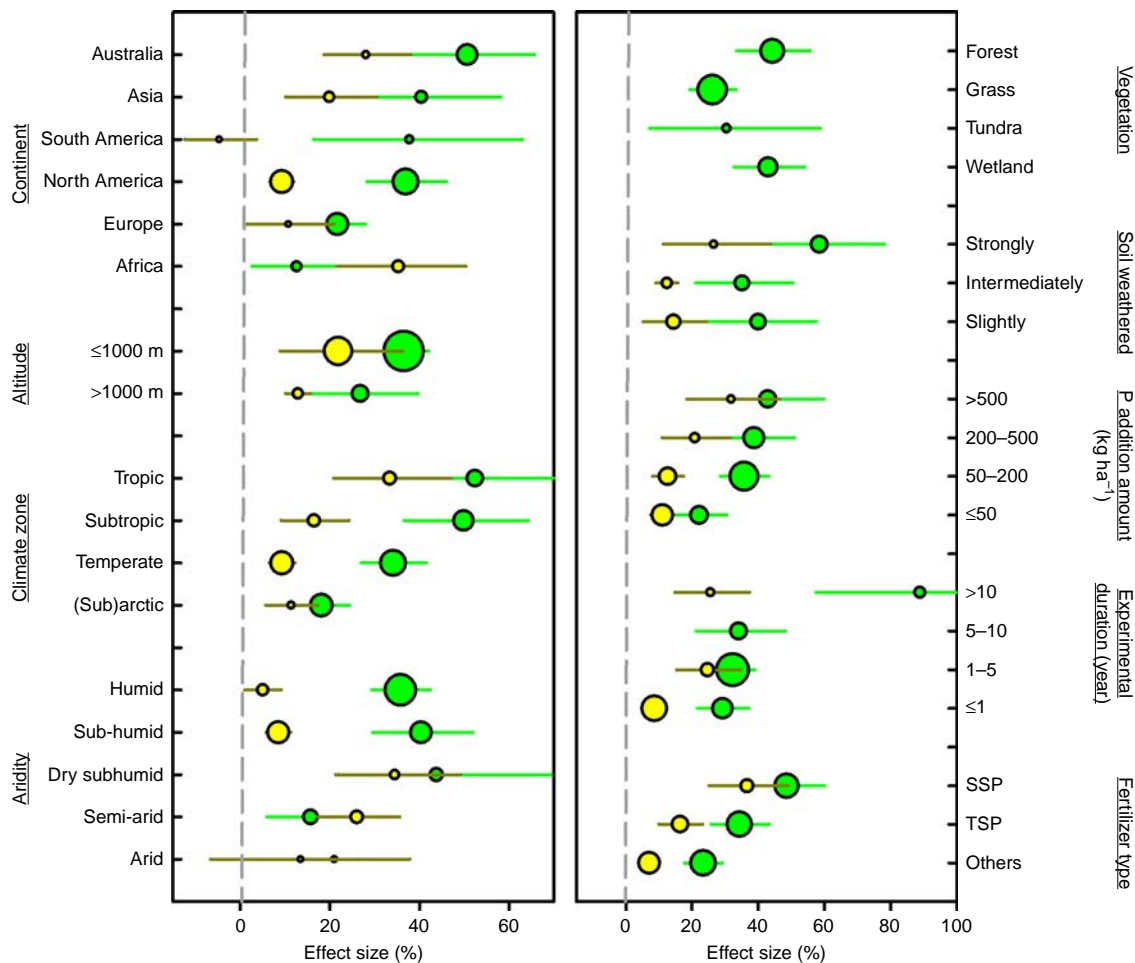 Continent
Australia
Asia
South America
North America
Europe
Africa
Altitude
≤1000 m
>1000 m
Climate zone
Tropic
Subtropic
Temperate
(Sub)arctic
Aridity
Humid
Sub-humid
Dry subhumid
Semi-arid
Arid
0 20 40 60
Effect size (%)
Vegetation
Forest
Grass
Tundra
Wetland
Soil weathered
Strongly
Intermediately
Slightly
P addition amount
(kg ha⁻¹)
>500
200–500
50–200
≤50
Experimental
duration (year)
>10
5–10
1–5
≤1
Fertilizer type
SSP
TSP
Others
0 20 40 60 80 100
Effect size (%)